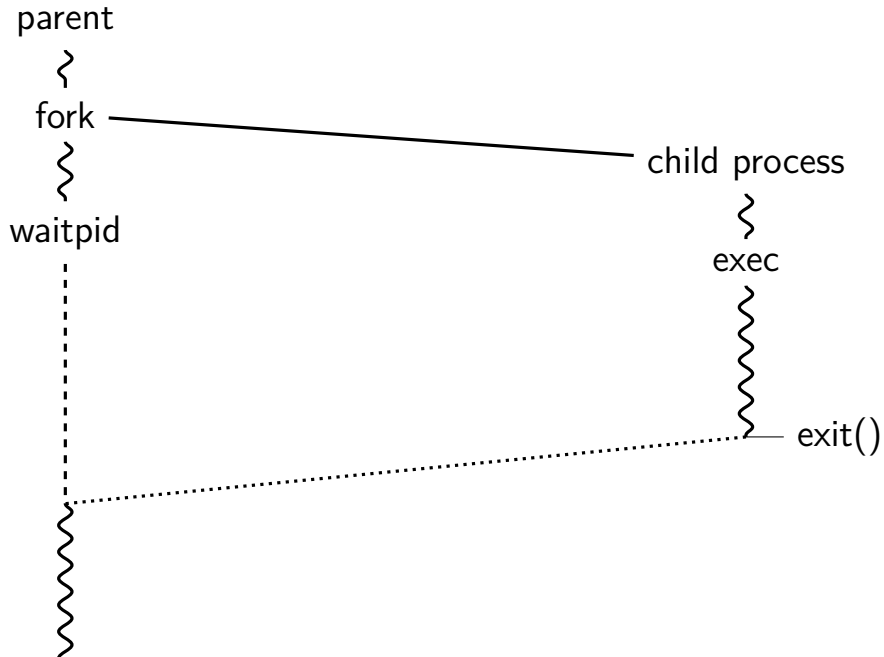 parent
fork
child process
waitpid
exec
exit()